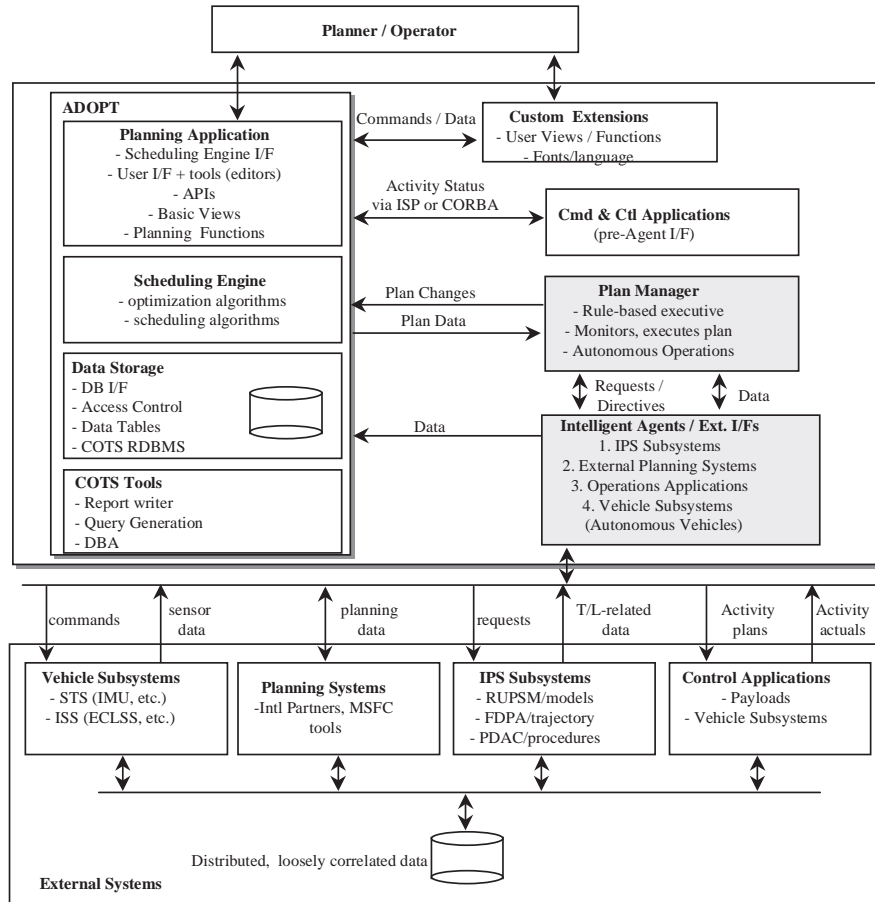 Planner / Operator
ADOPT
Planning Application
- Scheduling Engine I/F
- User I/F + tools (editors)
- APIs
- Basic Views
- Planning Functions
Commands / Data
Custom Extensions
- User Views / Functions
- Fonts/language
Activity Status
via ISP or CORBA
Cmd & Ctl Applications
(pre-Agent I/F)
Scheduling Engine
- optimization algorithms
- scheduling algorithms
Plan Changes
Plan Data
Plan Manager
- Rule-based executive
- Monitors, executes plan
- Autonomous Operations
Data Storage
- DB I/F
- Access Control
- Data Tables
- COTS RDBMS
Requests /
Directives
Data
Data
Intelligent Agents / Ext. I/Fs
1. IPS Subsystems
2. External Planning Systems
3. Operations Applications
4. Vehicle Subsystems
(Autonomous Vehicles)
COTS Tools
- Report writer
- Query Generation
- DBA
commands
sensor
data
planning
data
requests
T/L-related
data
Activity
plans
Activity
actuals
Vehicle Subsystems
- STS (IMU, etc.)
- ISS (ECLSS, etc.)
Planning Systems
-Intl Partners, MSFC
tools
IPS Subsystems
- RUPSM/models
- FDPA/trajectory
- PDAC/procedures
Control Applications
- Payloads
- Vehicle Subsystems
Distributed, loosely correlated data
External Systems